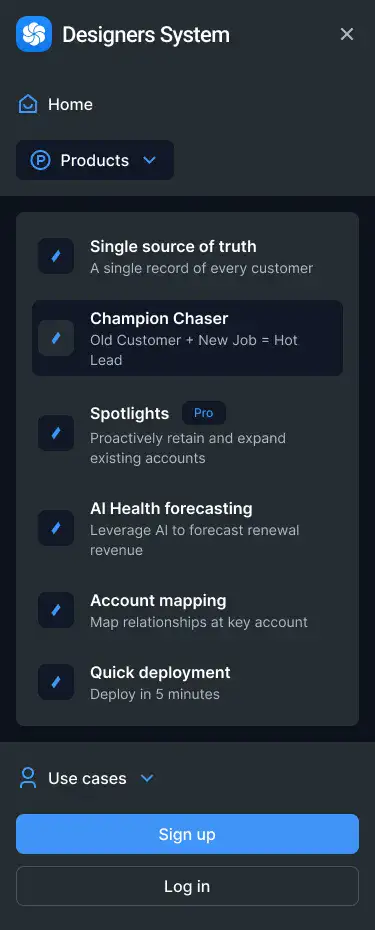 Designers System
Home
Products
Single source of truth
A single record of every customer
Champion Chaser
Old Customer + New Job = Hot
Lead
Spotlights Pro
Proactively retain and expand
existing accounts
AI Health forecasting
Leverage AI to forecast renewal
revenue
Account mapping
Map relationships at key account
Quick deployment
Deploy in 5 minutes
Use cases
Sign up
Log in